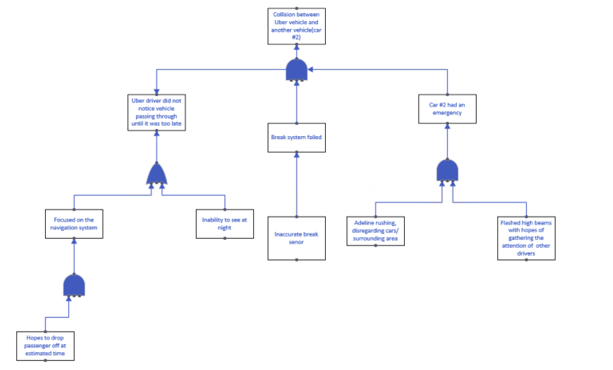 Collision between
Uber vehicle and
another vehicle(car
#2)
Uber driver did not
notice vehicle
passing through
until it was too late
Break system failed
Car #2 had an
emergency
Focused on the
navigation system
Inability to see at
night
Inaccurate break
senor
Adeline rushing,
disregarding cars/
surrounding area
Flashed high beams
with hopes of
gathering the
attention of other
drivers
Hopes to drop
passenger off at
estimated time